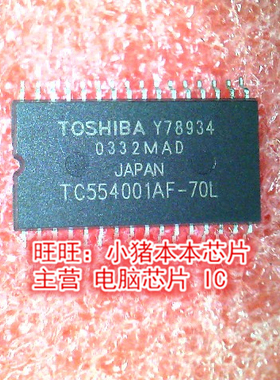 TOSHIBA Y78934
0332MAD
JAPAN
TC554001AF-70L
旺旺：小猪本本芯片
主营 电脑芯片 IC